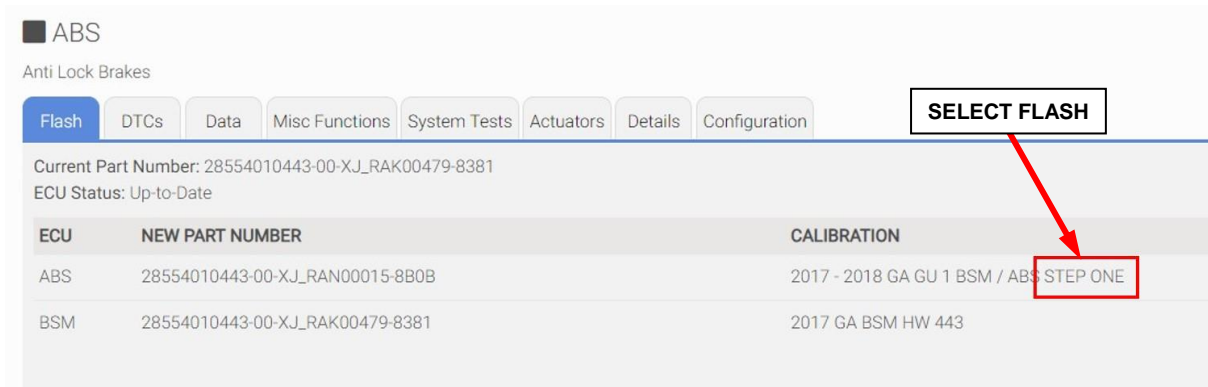 ABS
Anti Lock Brakes
Flash DTCs Data Misc Functions System Tests Actuators Details Configuration
SELECT FLASH
Current Part Number: 28554010443-00-XJ_RAK00479-8381
ECU Status: Up-to-Date
ECU NEW PART NUMBER CALIBRATION
ABS 28554010443-00-XJ_RAN00015-8B0B 2017 - 2018 GA GU 1 BSM / ABS STEP ONE
BSM 28554010443-00-XJ_RAK00479-8381 2017 GA BSM HW 443